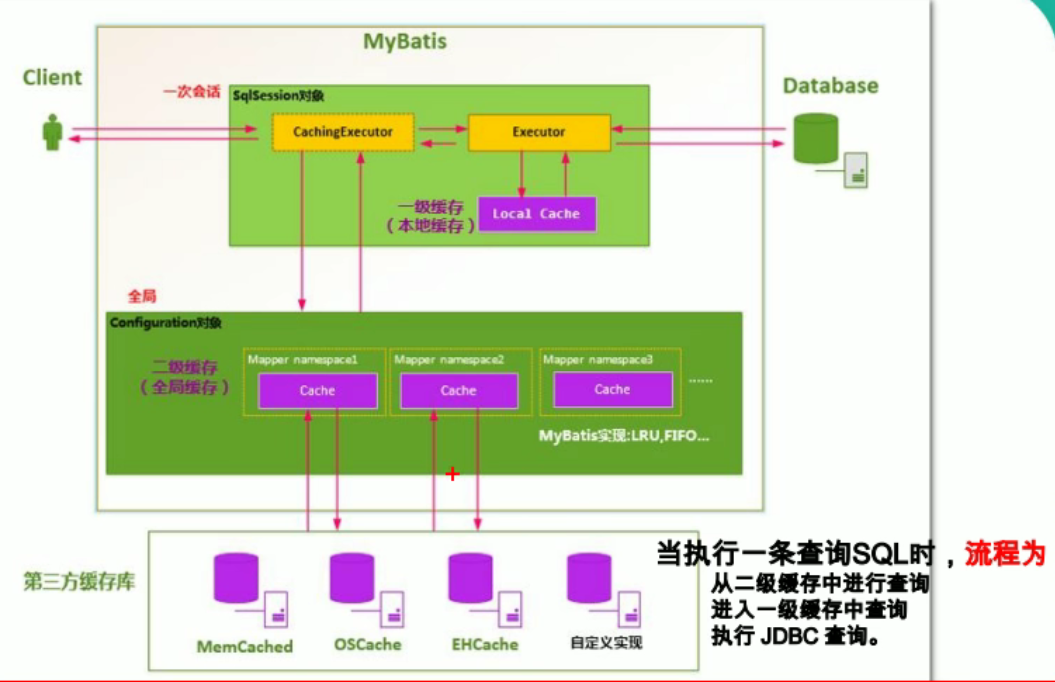 MyBatis
Client
一次会话
SqlSession对象
Database
CachingExecutor
Executor
一级缓存
（本地缓存）
Local Cache
全局
Configuration对象
二级缓存
（全局缓存）
Mapper namespace1
Mapper namespace2
Mapper namespace3
Cache
Cache
Cache
......
MyBatis实现:LRU,FIFO...
第三方缓存库
MemCached
OSCache
EHCache
自定义实现
当执行一条查询SQL时，流程为
从二级缓存中进行查询
进入一级缓存中查询
执行 JDBC 查询。